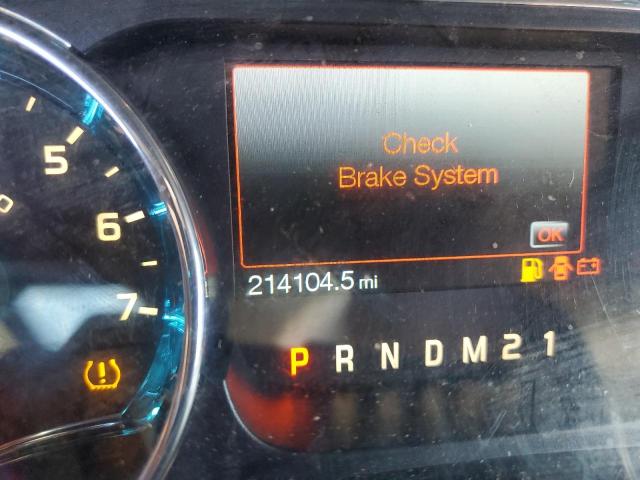 Check
Brake System
OK
214104.5 mi
5
6
7
P R N D M 2 1